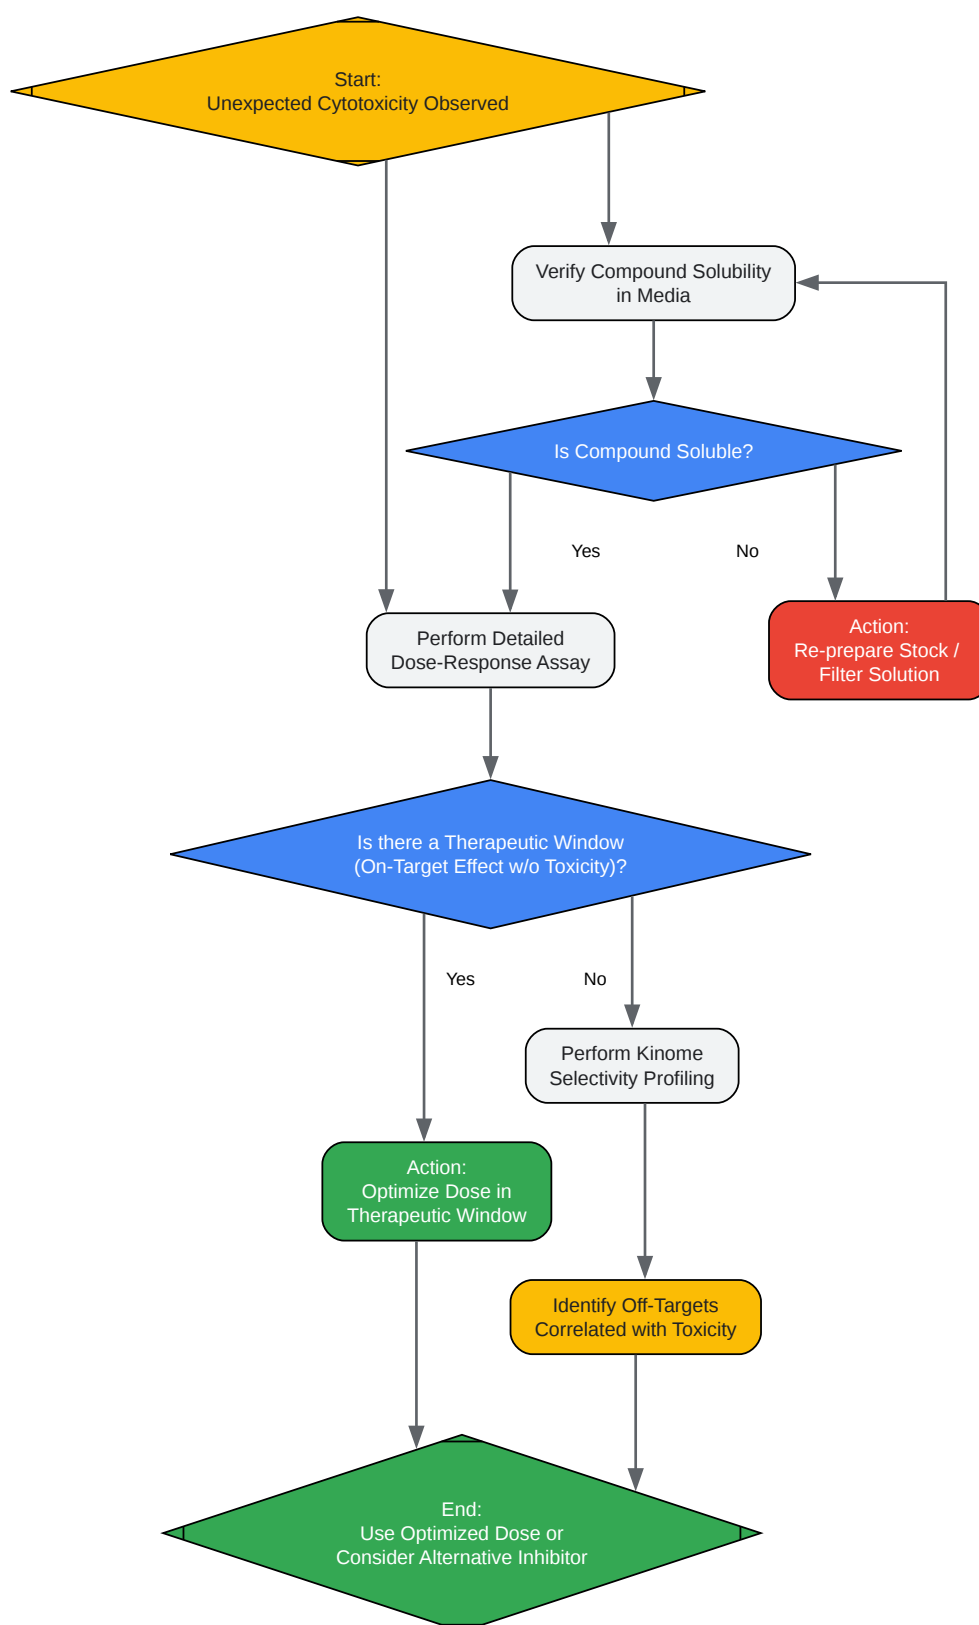 Start:
Unexpected Cytotoxicity Observed
Verify Compound Solubility
in Media
Is Compound Soluble?
Yes
No
Perform Detailed
Dose-Response Assay
Action:
Re-prepare Stock /
Filter Solution
Is there a Therapeutic Window
(On-Target Effect w/o Toxicity)?
Yes
No
Perform Kinome
Selectivity Profiling
Action:
Optimize Dose in
Therapeutic Window
Identify Off-Targets
Correlated with Toxicity
End:
Use Optimized Dose or
Consider Alternative Inhibitor